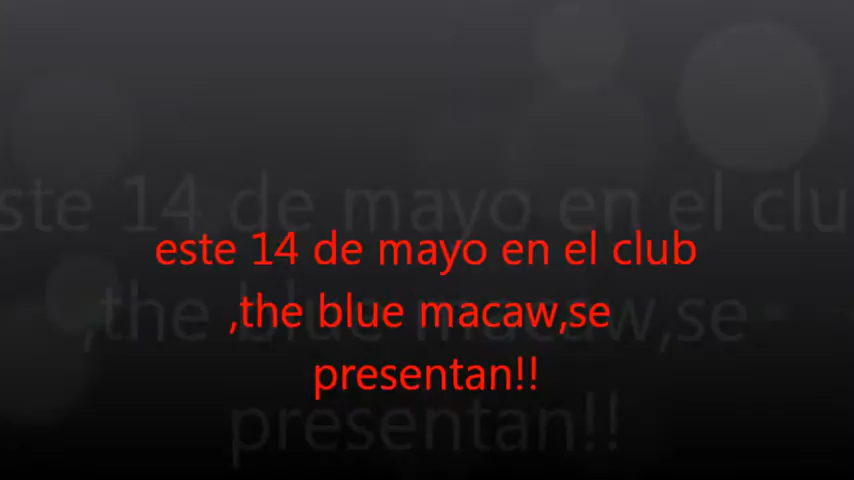 este 14 de mayo en el club
,the blue macaw,se
presentan!!